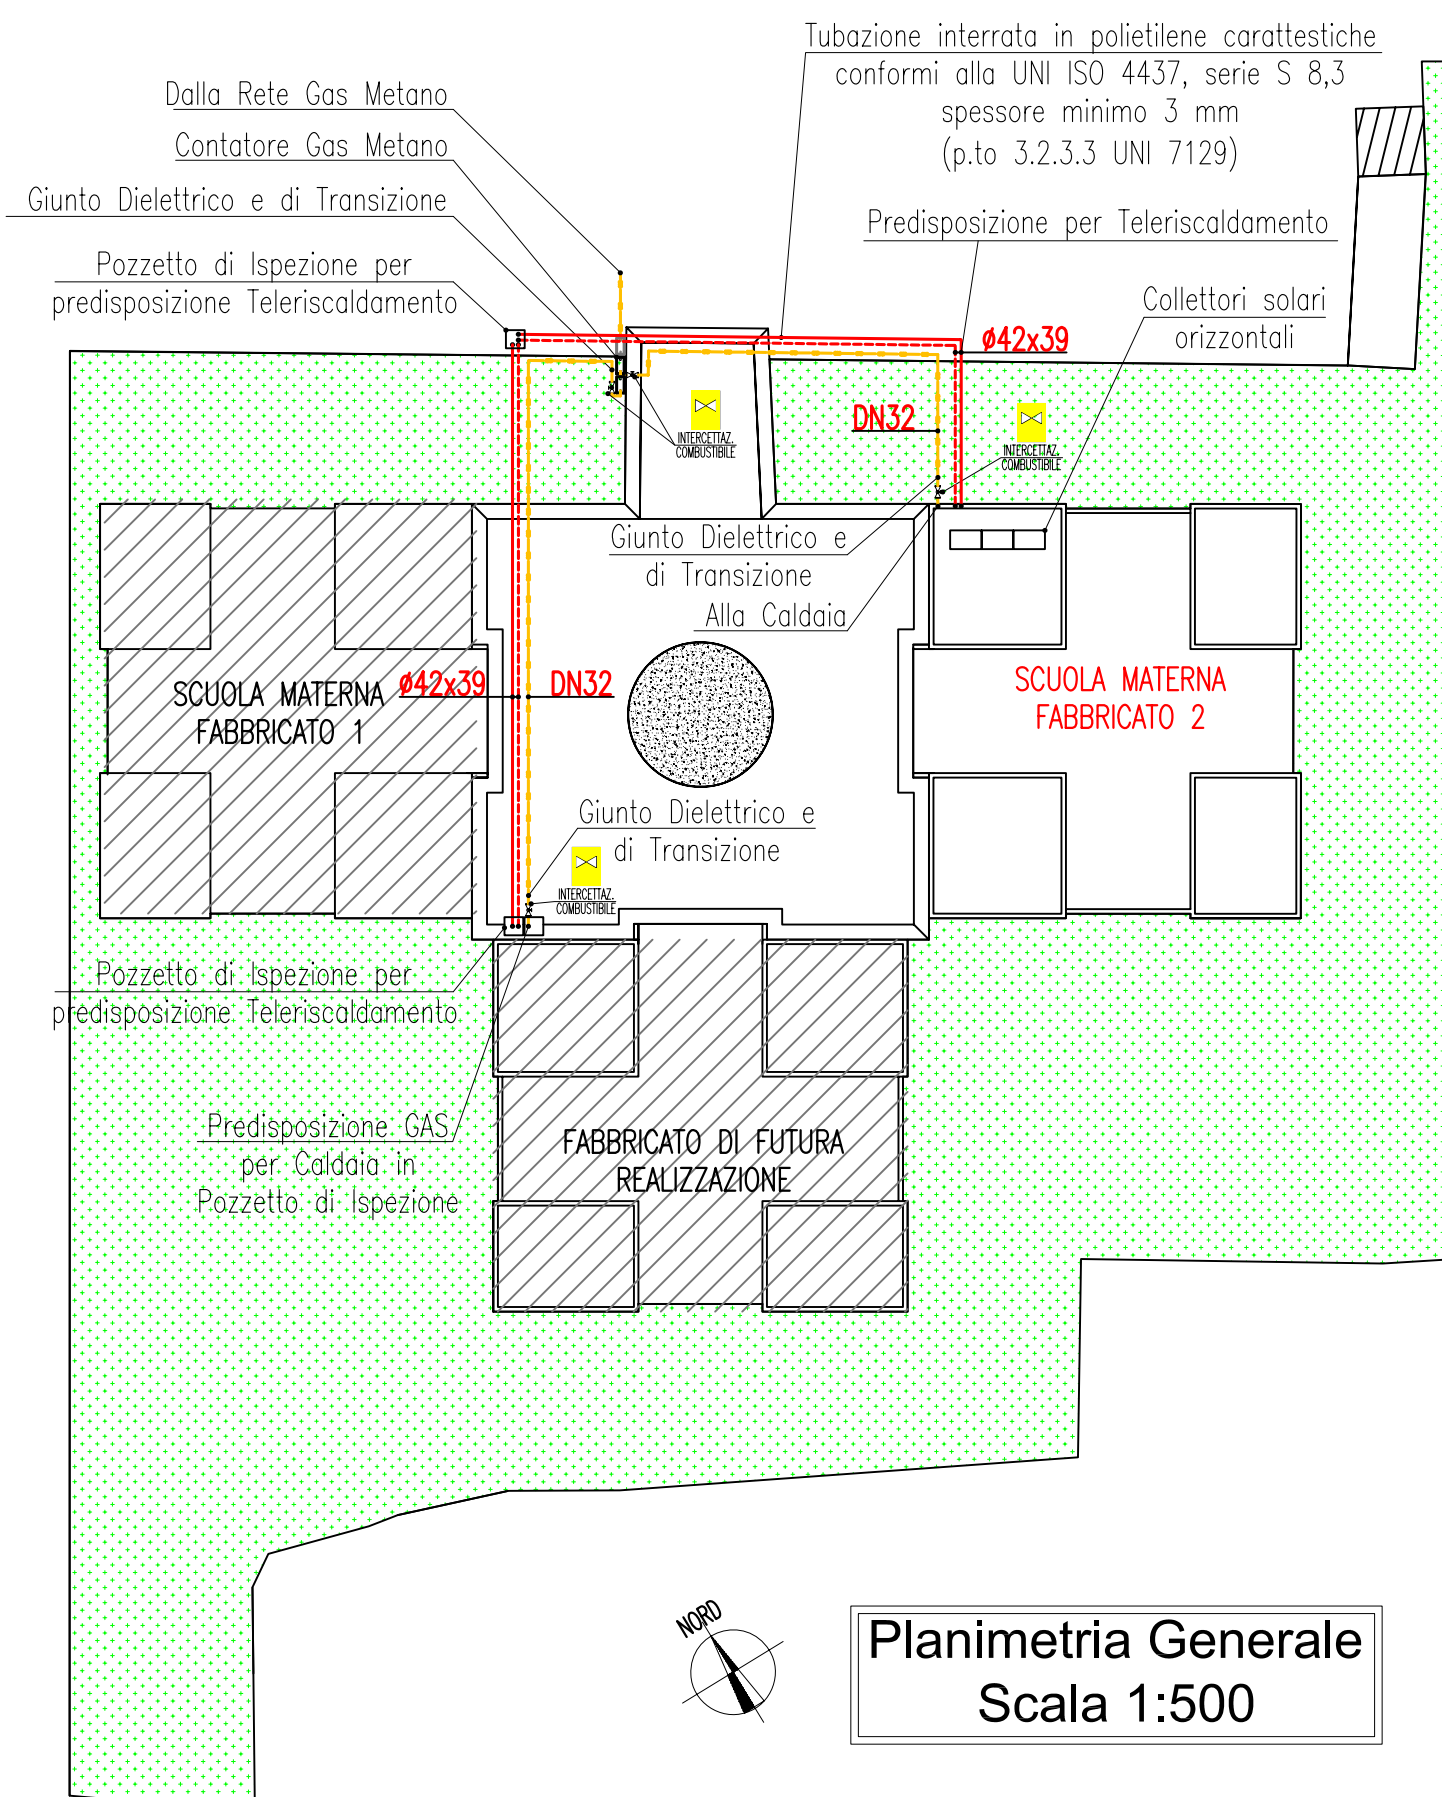 Tubazione interrata in polietilene carattestiche
conformi alla UNI ISO 4437, serie S 8,3
spessore minimo 3 mm
(p.to 3.2.3.3 UNI 7129)
Dalla Rete Gas Metano
Contatore Gas Metano
Giunto Dielettrico e di Transizione
Pozzetto di Ispezione per
predisposizione Teleriscaldamento
Predisposizione per Teleriscaldamento
Collettori solari
orizzontali
ø42x39
DN32
INTERCETTAZ.
COMBUSTIBILE
INTERCETTAZ.
COMBUSTIBILE
Giunto Dielettrico e
di Transizione
Alla Caldaia
SCUOLA MATERNA
FABBRICATO 1
ø42x39
DN32
SCUOLA MATERNA
FABBRICATO 2
Giunto Dielettrico e
di Transizione
INTERCETTAZ.
COMBUSTIBILE
Pozzetto di Ispezione per
predisposizione Teleriscaldamento
Predisposizione GAS
per Caldaia in
Pozzetto di Ispezione
FABBRICATO DI FUTURA
REALIZZAZIONE
NORD
Planimetria Generale
Scala 1:500